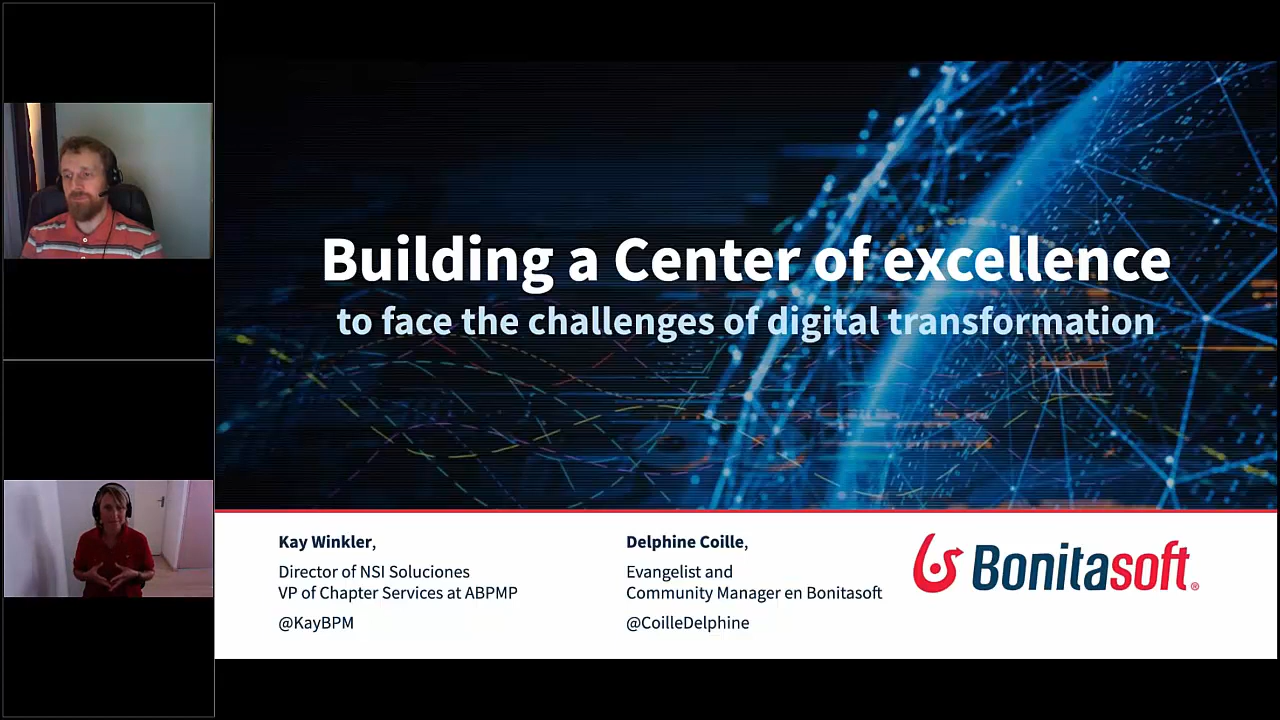 Building a Center of excellence
to face the challenges of digital transformation
Kay Winkler,
Director of NSI Soluciones
VP of Chapter Services at ABPMP
@KayBPM
Delphine Coille,
Evangelist and
Community Manager en Bonitasoft
@CoilleDelphine
Bonitasoft®